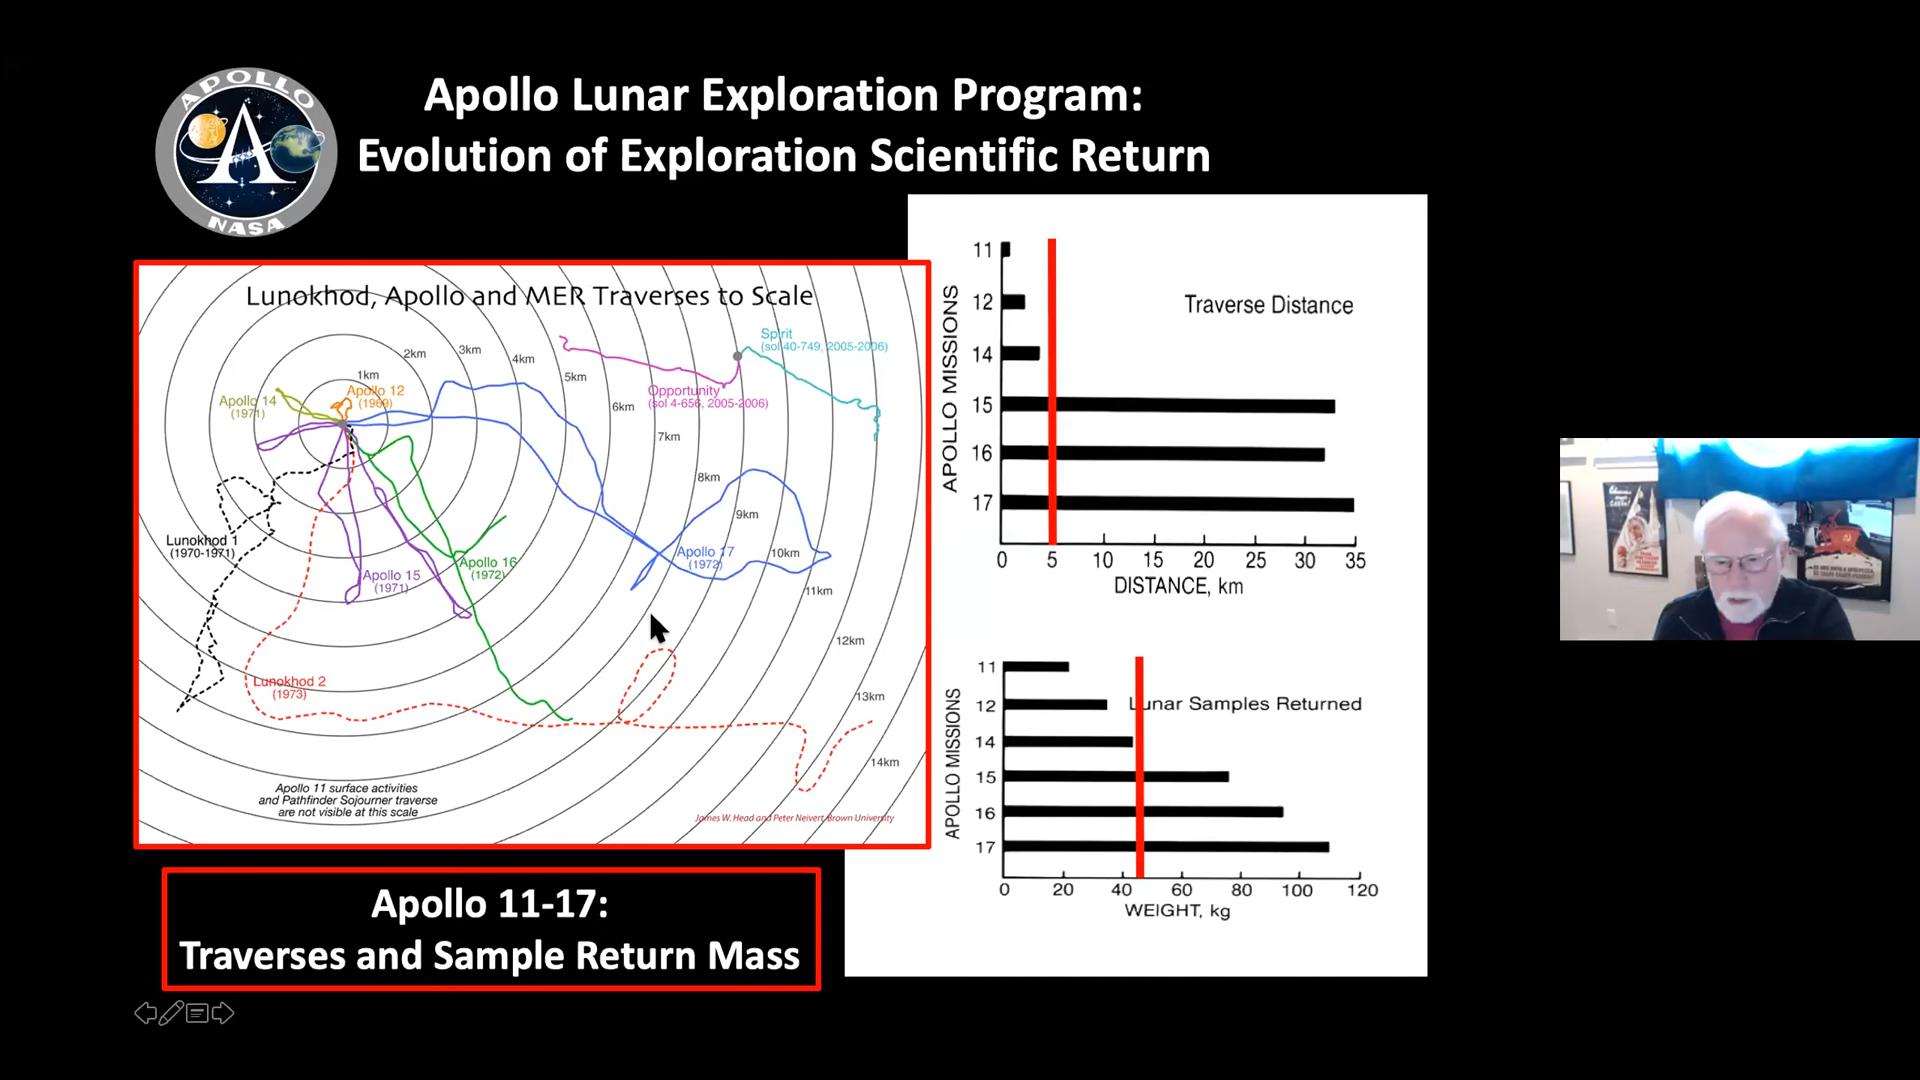 Apollo Lunar Exploration Program:
Evolution of Exploration Scientific Return
APOLLO
NASA
Lunokhod, Apollo and MER Traverses to Scale
1km
2km
3km
4km
5km
6km
7km
8km
9km
10km
11km
12km
13km
14km
Spirit
(sol 40-749, 2005-2006)
Opportunity
(sol 4-656, 2005-2006)
Apollo 12
(1969)
Apollo 14
(1971)
Lunokhod 1
(1970-1971)
Apollo 15
(1971)
Apollo 16
(1972)
Apollo 17
(1972)
Lunokhod 2
(1973)
Apollo 11 surface activities
and Pathfinder Sojourner traverse
are not visible at this scale
James W. Head and Peter Neivert, Brown University
Traverse Distance
APOLLO MISSIONS
11
12
14
15
16
17
0 5 10 15 20 25 30 35
DISTANCE, km
Lunar Samples Returned
APOLLO MISSIONS
11
12
14
15
16
17
0 20 40 60 80 100 120
WEIGHT, kg
Apollo 11-17:
Traverses and Sample Return Mass